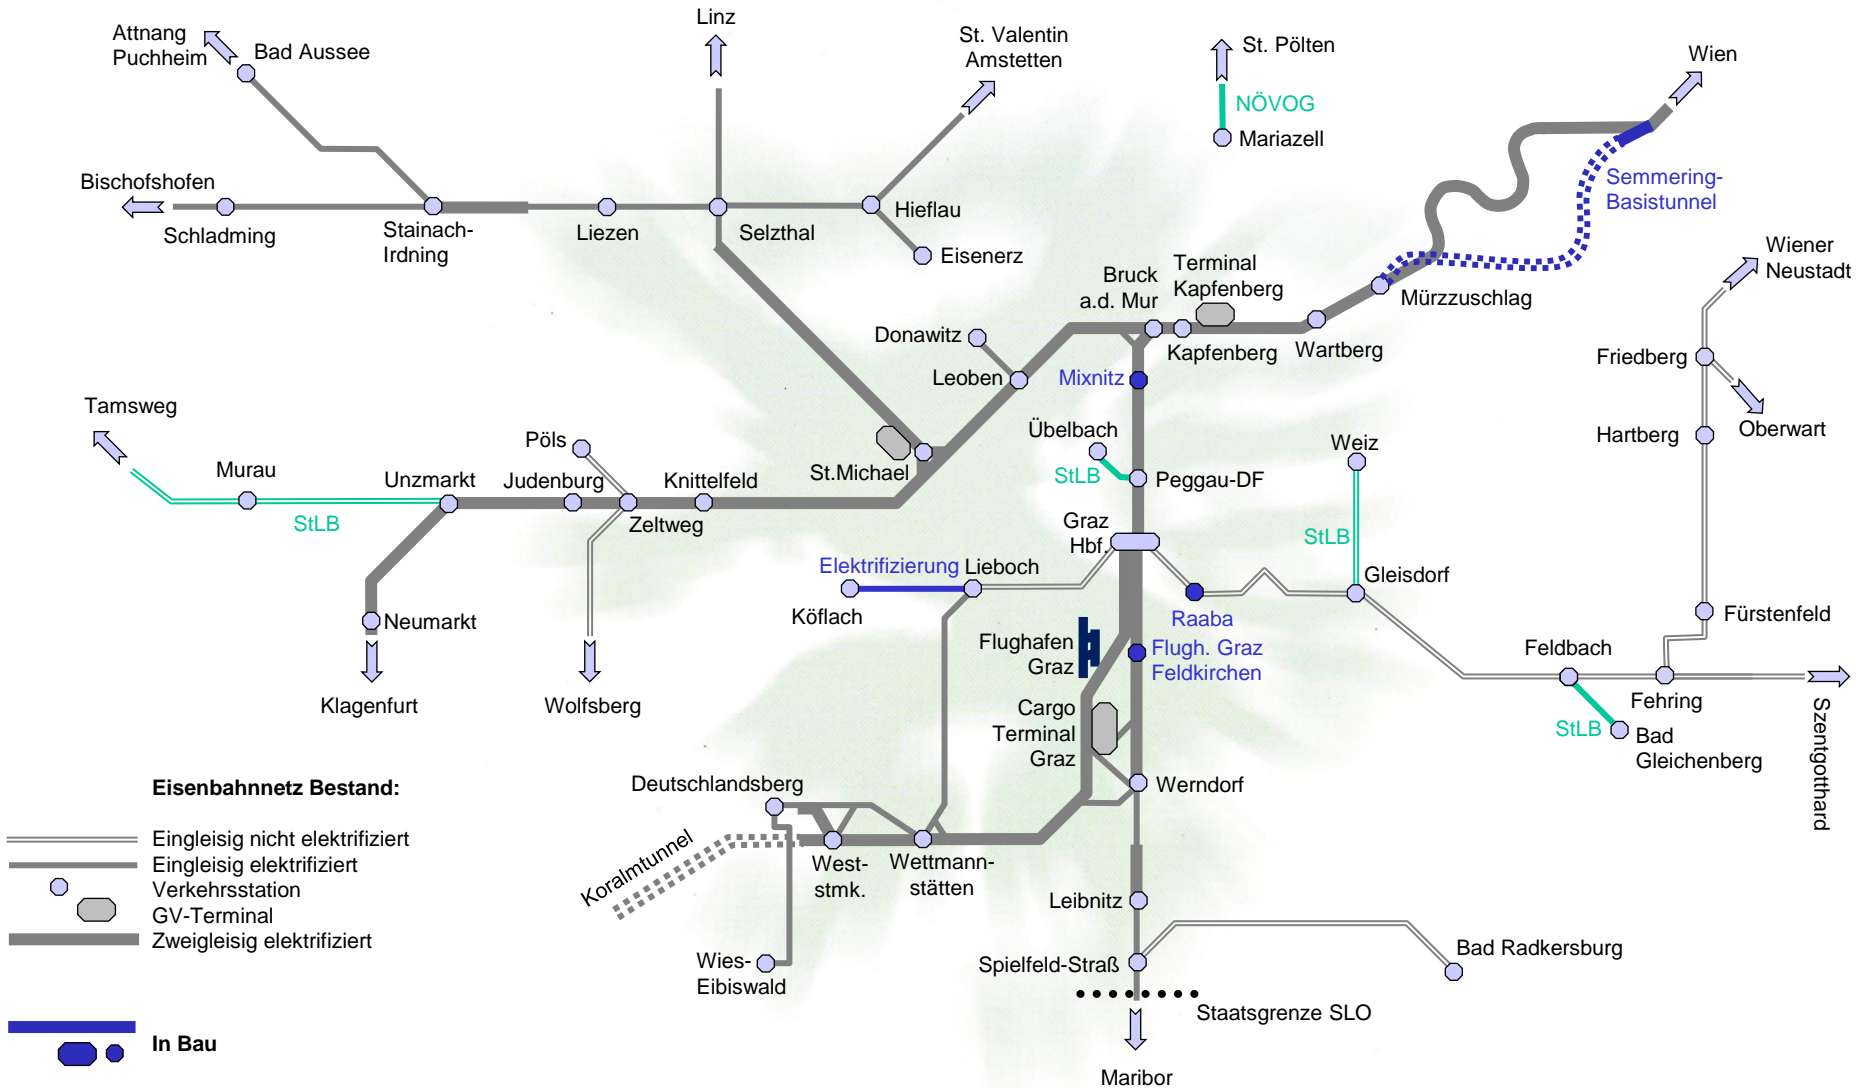 Attnang
Puchheim
Bad Aussee
Linz
St. Valentin
Amstetten
St. Pölten
NÖVOG
Mariazell
Wien
Bischofshofen
Schladming
Stainach-
Irdning
Liezen
Selzthal
Hieflau
Eisenerz
Semmering-
Basistunnel
Wiener
Neustadt
Bruck
a.d. Mur
Terminal
Kapfenberg
Mürzzuschlag
Donawitz
Kapfenberg
Wartberg
Friedberg
Leoben
Mixnitz
Tamsweg
Pöls
Übelbach
Weiz
Hartberg
Oberwart
Murau
Unzmarkt
Judenburg
Knittelfeld
St.Michael
StLB
Peggau-DF
StLB
Zeltweg
Graz
Hbf.
StLB
Elektrifizierung
Lieboch
Gleisdorf
Köflach
Raaba
Fürstenfeld
Neumarkt
Flughafen
Graz
Flugh. Graz
Feldkirchen
Feldbach
Klagenfurt
Wolfsberg
Cargo
Terminal
Graz
Fehring
StLB
Bad
Gleichenberg
Szentgotthard
Deutschlandsberg
Werndorf
Eisenbahnnetz Bestand:
Eingleisig nicht elektrifiziert
Eingleisig elektrifiziert
Verkehrsstation
GV-Terminal
Zweigleisig elektrifiziert
Koralmtunnel
West-
stmk.
Wettmann-
stätten
Leibnitz
Wies-
Eibiswald
Spielfeld-Straß
Bad Radkersburg
Staatsgrenze SLO
In Bau
Maribor